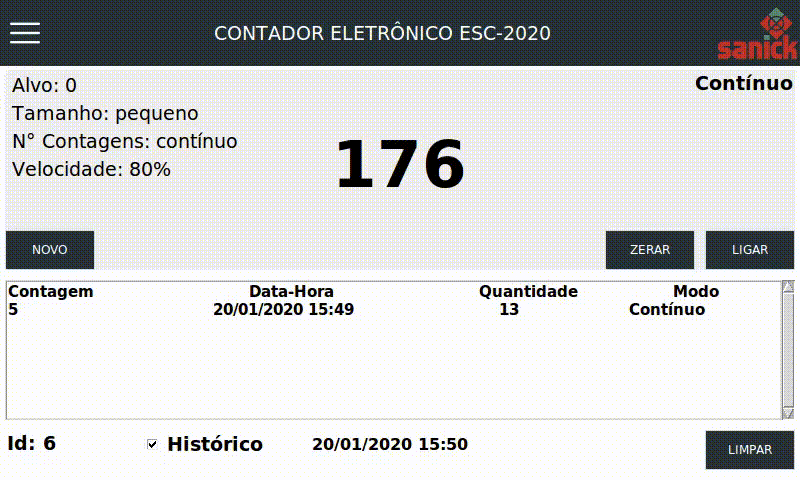 CONTADOR ELETRÔNICO ESC-2020
sanick
Alvo: 0
Contínuo
Tamanho: pequeno
N° Contagens: contínuo
Velocidade: 80%
176
NOVO
ZERAR
LIGAR
Contagem Data-Hora Quantidade Modo
5 20/01/2020 15:49 13 Contínuo
Id: 6 Histórico 20/01/2020 15:50
LIMPAR